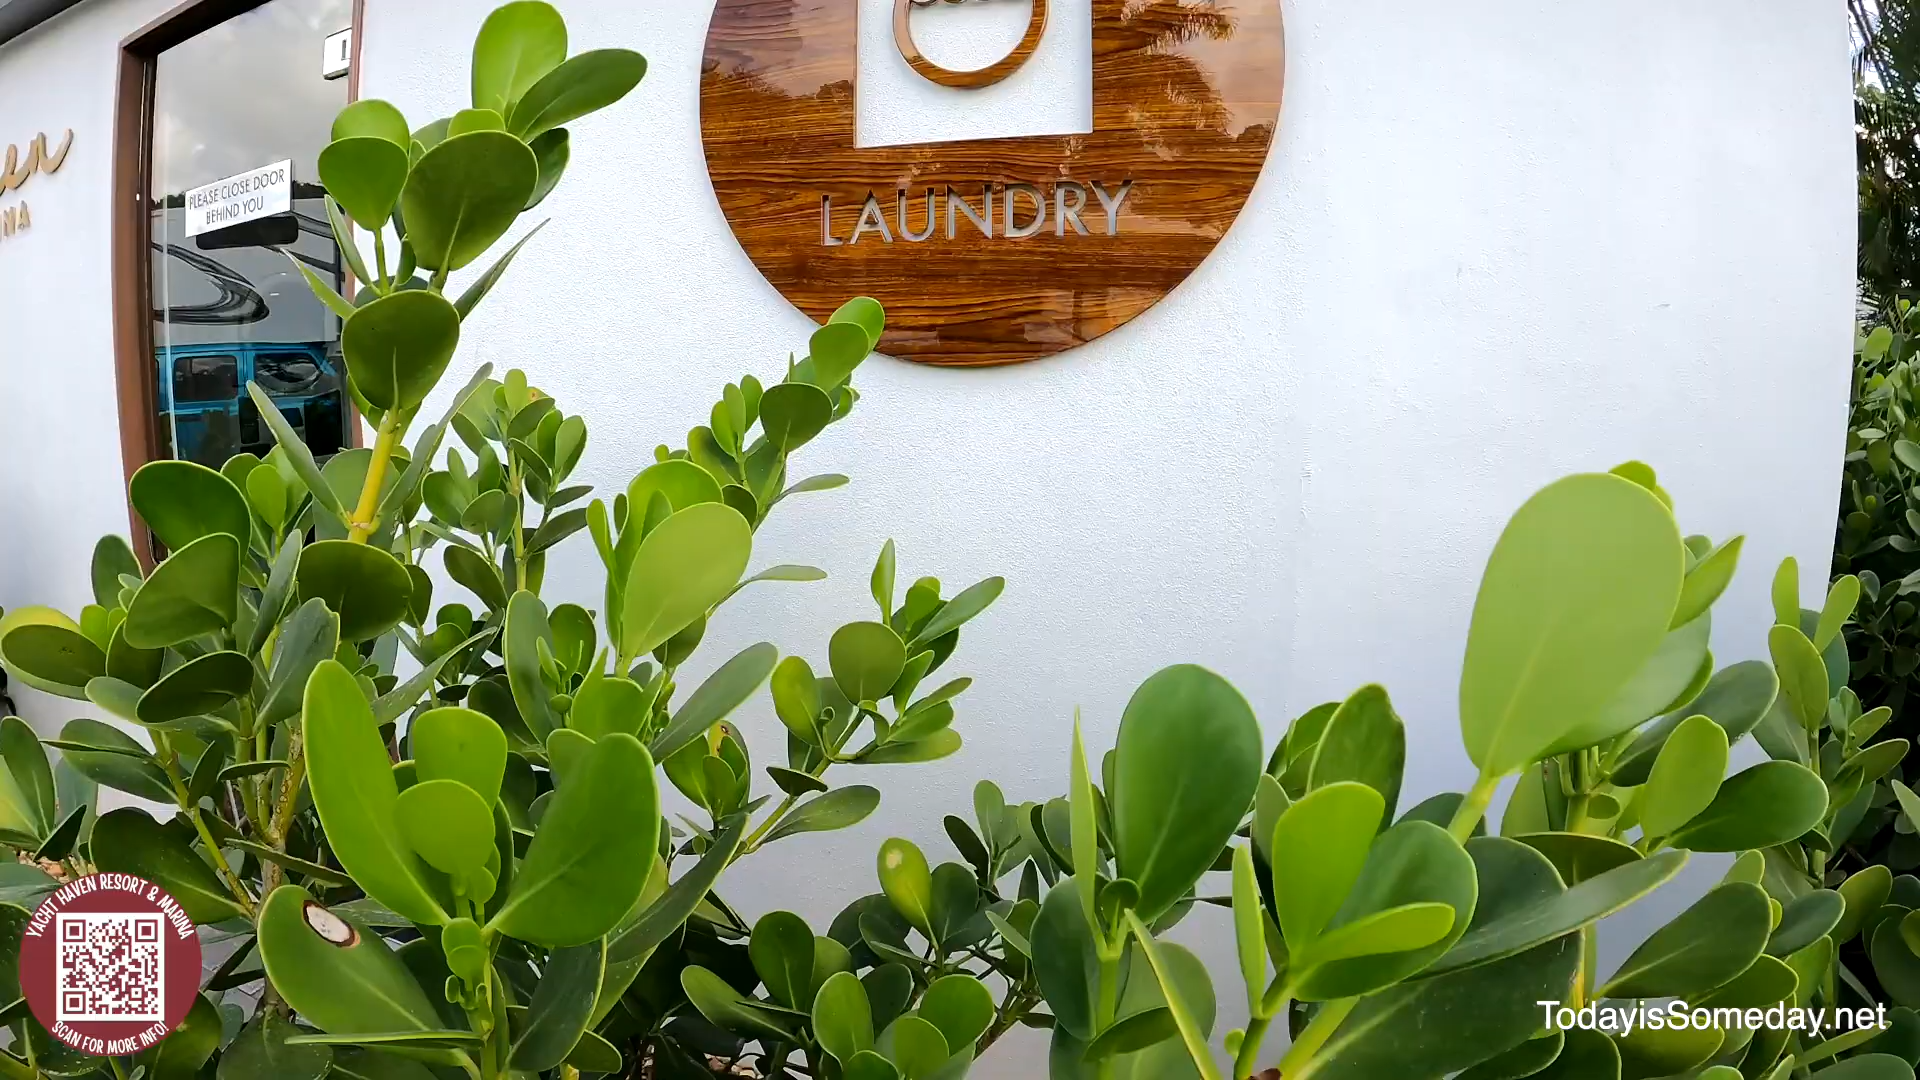 PLEASE CLOSE DOOR
BEHIND YOU
LAUNDRY
YACHT HAVEN RESORT & MARINA
SCAN FOR MORE INFO!
TodayisSomeday.net